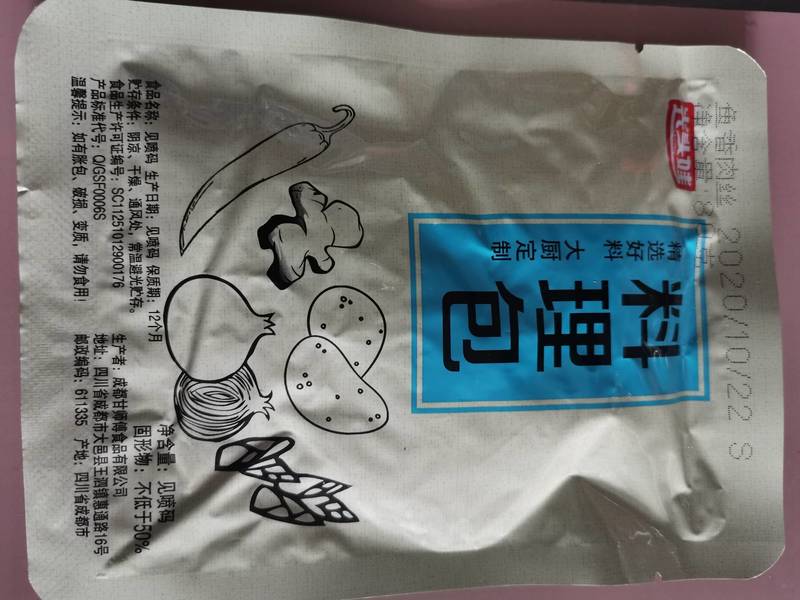 鱼香肉丝 2020/10/22 S
净含量
精选好料 大厨定制
料理包
净含量：见喷码
固形物：不低于50%
食品名称：见喷码 生产日期：见喷码 保质期：12个月
贮存条件：阴凉、干燥、通风处，常温避光贮存。
食品生产许可证编号：SC11251012900176
产品标准代号：Q/GSF0006S
温馨提示：如有胀包、破损、变质，请勿食用！
生产者：成都甘师傅食品有限公司
地址：四川省成都市大邑县王泗镇惠通路16号
邮政编码：611335 产地：四川省成都市